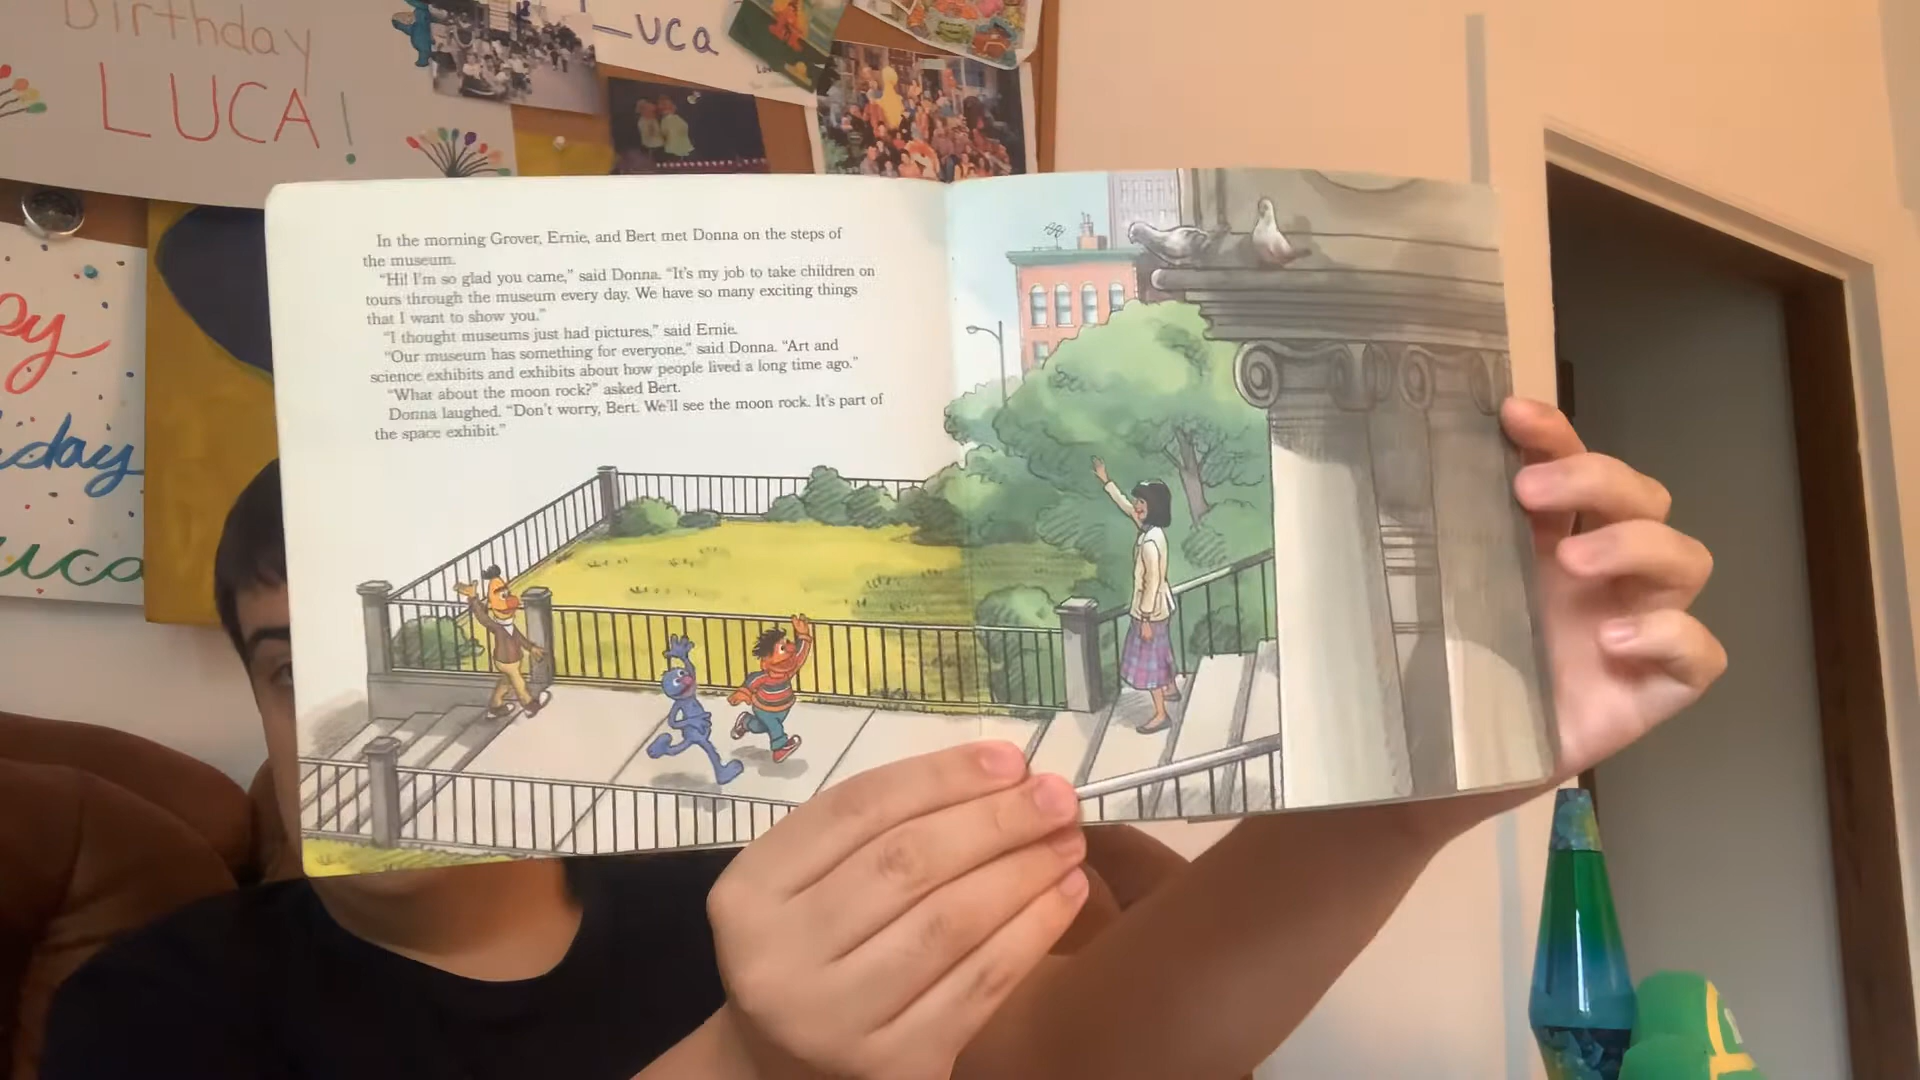 Birthday
LUCA!
Luca
In the morning Grover, Ernie, and Bert met Donna on the steps of
the museum.
"Hi! I'm so glad you came," said Donna. "It's my job to take children on
tours through the museum every day. We have so many exciting things
that I want to show you."
"I thought museums just had pictures," said Ernie.
"Our museum has something for everyone," said Donna. "Art and
science exhibits and exhibits about how people lived a long time ago."
"What about the moon rock?" asked Bert.
Donna laughed. "Don't worry, Bert. We'll see the moon rock. It's part of
the space exhibit."